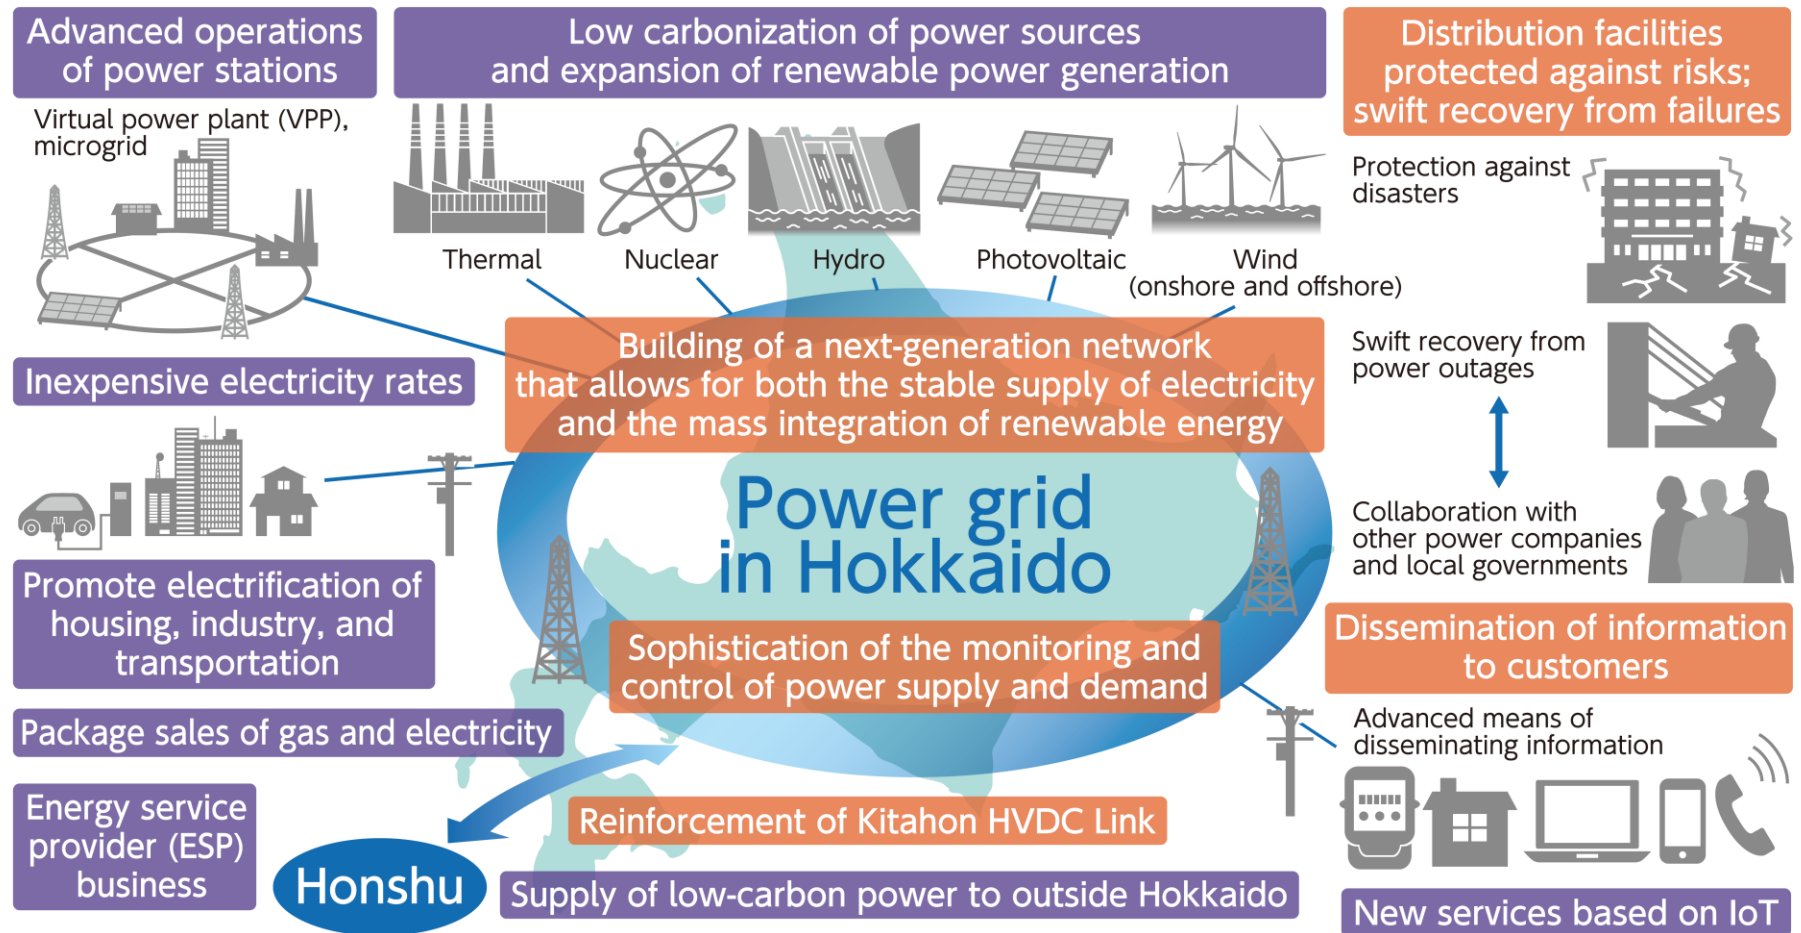 Advanced operations
of power stations
Virtual power plant (VPP),
microgrid
Low carbonization of power sources
and expansion of renewable power generation
Thermal
Nuclear
Hydro
Photovoltaic
Wind
(onshore and offshore)
Distribution facilities
protected against risks;
swift recovery from failures
Protection against
disasters
Swift recovery from
power outages
Collaboration with
other power companies
and local governments
Building of a next-generation network
that allows for both the stable supply of electricity
and the mass integration of renewable energy
Inexpensive electricity rates
Power grid
in Hokkaido
Promote electrification of
housing, industry, and
transportation
Sophistication of the monitoring and
control of power supply and demand
Dissemination of information
to customers
Advanced means of
disseminating information
Package sales of gas and electricity
Energy service
provider (ESP)
business
Reinforcement of Kitahon HVDC Link
Honshu
Supply of low-carbon power to outside Hokkaido
New services based on IoT